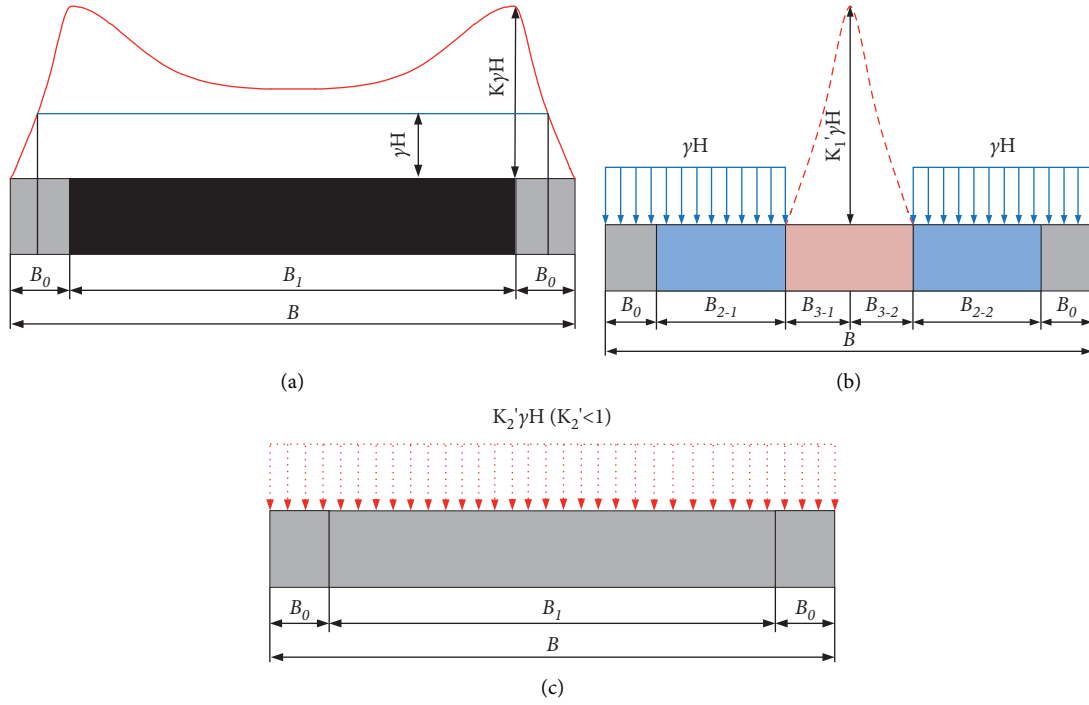 KγH
γH
B0
B1
B0
B
(a)
γH
K1'γH
γH
B0
B2-1
B3-1
B3-2
B2-2
B0
B
(b)
K2'γH (K2'<1)
B0
B1
B0
B
(c)